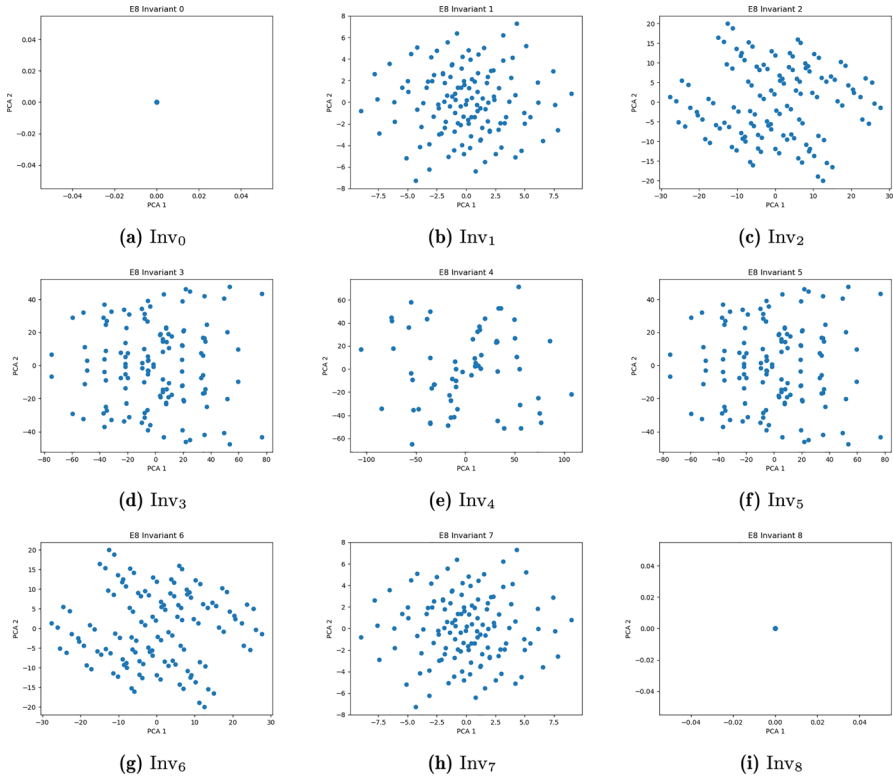 E8 Invariant 0
0.04
0.02
0.00
−0.02
−0.04
PCA 2
−0.04 −0.02 0.00 0.02 0.04
PCA 1
(a) Inv0
E8 Invariant 1
8
6
4
2
0
−2
−4
−6
−8
PCA 2
−7.5 −5.0 −2.5 0.0 2.5 5.0 7.5
PCA 1
(b) Inv1
E8 Invariant 2
20
15
10
5
0
−5
−10
−15
−20
PCA 2
−30 −20 −10 0 10 20 30
PCA 1
(c) Inv2
E8 Invariant 3
40
20
0
−20
−40
PCA 2
−80 −60 −40 −20 0 20 40 60 80
PCA 1
(d) Inv3
E8 Invariant 4
60
40
20
0
−20
−40
−60
PCA 2
−100 −50 0 50 100
PCA 1
(e) Inv4
E8 Invariant 5
40
20
0
−20
−40
PCA 2
−80 −60 −40 −20 0 20 40 60 80
PCA 1
(f) Inv5
E8 Invariant 6
20
15
10
5
0
−5
−10
−15
−20
PCA 2
−30 −20 −10 0 10 20 30
PCA 1
(g) Inv6
E8 Invariant 7
8
6
4
2
0
−2
−4
−6
−8
PCA 2
−7.5 −5.0 −2.5 0.0 2.5 5.0 7.5
PCA 1
(h) Inv7
E8 Invariant 8
0.04
0.02
0.00
−0.02
−0.04
PCA 2
−0.04 −0.02 0.00 0.02 0.04
PCA 1
(i) Inv8